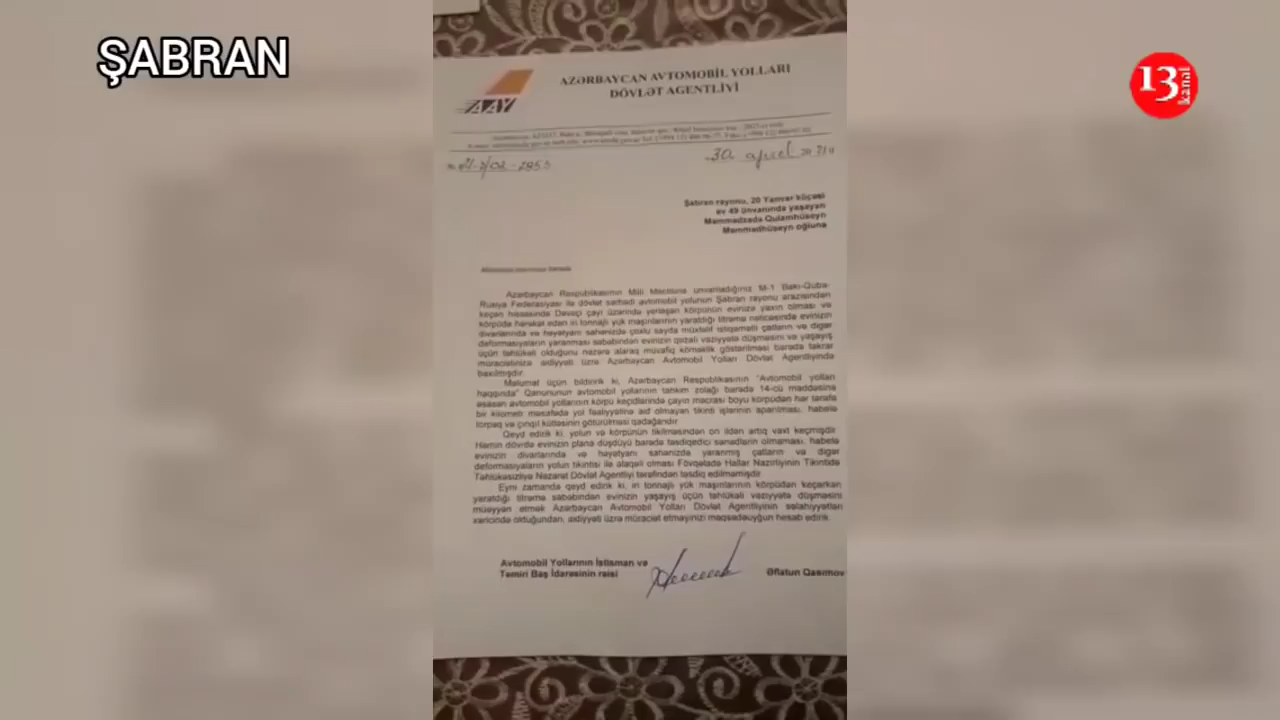 ŞABRAN
13
kanal
AAY
AZƏRBAYCAN AVTOMOBİL YOLLARI
DÖVLƏT AGENTLİYİ
30 aprel
Şabran rayonu, 20 Yanvar küçəsi
ev 49 ünvanında yaşayan
Məmmədzadə Qulamhüseyn
Məmmədhüseyn oğluna
Azərbaycan Respublikasının Milli Məclisinə ünvanladığınız M-1 Bakı-Quba-
Rusiya Federasiyası ilə dövlət sərhədi avtomobil yolunun Şabran rayonu ərazisindən
keçən hissəsində Dəvəçi çayı üzərində yerləşən körpünün evinizə yaxın olması və
körpüdə hərəkət edən iri tonnajlı yük maşınlarının yaratdığı titrəmə nəticəsində evinizin
divarlarında və həyətyanı sahənizdə çoxlu sayda müxtəlif istiqamətli çatların və digər
deformasiyaların yaranması səbəbindən evinizin qəzalı vəziyyətə düşməsini və yaşayış
üçün təhlükəli olduğunu nəzərə alaraq müvafiq köməklik göstərilməsi barədə təkrar
müraciətinizə aidiyyəti üzrə Azərbaycan Avtomobil Yolları Dövlət Agentliyində
baxılmışdır.
Məlumat üçün bildiririk ki, Azərbaycan Respublikasının "Avtomobil yolları
haqqında" Qanununun avtomobil yollarının təhkim zolağı barədə 14-cü maddəsinə
əsasən avtomobil yollarının körpü keçidlərində çayın məcrası boyu körpüdən hər tərəfə
bir kilometr məsafədə yol fəaliyyətinə aid olmayan tikinti işlərinin aparılması, habelə
torpaq və çınqıl kütləsinin götürülməsi qadağandır.
Qeyd edirik ki, yolun və körpünün tikilməsindən on ildən artıq vaxt keçmişdir.
Həmin dövrdə evinizin plana düşdüyü barədə təsdiqedici sənədlərin olmaması, habelə
evinizin divarlarında və həyətyanı sahənizdə yaranmış çatların və digər
deformasiyaların yolun tikintisi ilə əlaqəli olması Fövqəladə Hallar Nazirliyinin Tikintidə
Təhlükəsizliyə Nəzarət Dövlət Agentliyi tərəfindən təsdiq edilməmişdir.
Eyni zamanda qeyd edirik ki, iri tonnajlı yük maşınlarının körpüdən keçərkən
yaratdığı titrəmə səbəbindən evinizin yaşayış üçün təhlükəli vəziyyətə düşməsini
müəyyən etmək Azərbaycan Avtomobil Yolları Dövlət Agentliyinin səlahiyyətləri
xaricində olduğundan, aidiyyəti üzrə müraciət etməyinizi məqsədəuyğun hesab edirik.
Avtomobil Yollarının İstismarı və
Təmiri Baş İdarəsinin rəisi
Əflatun Qasımov